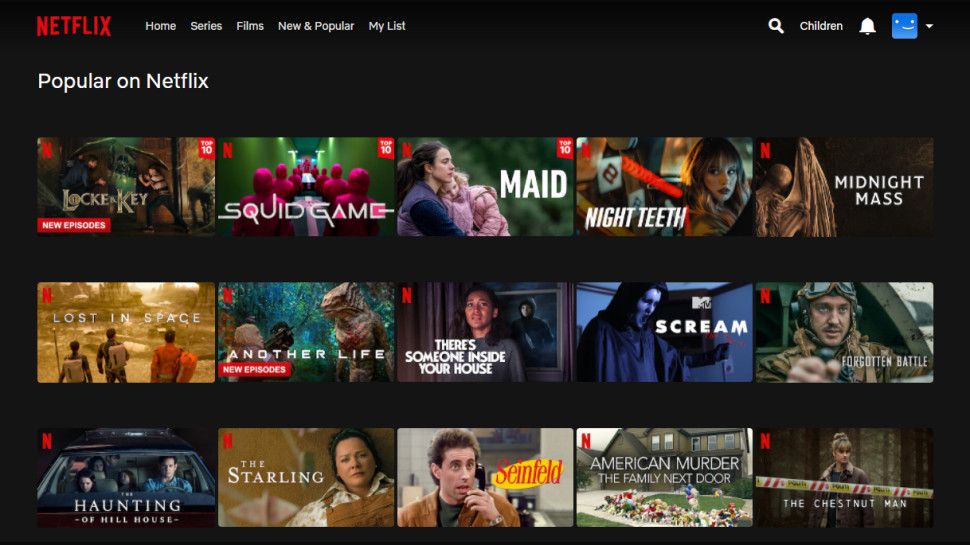 NETFLIX
Home Series Films New & Popular My List
Children
Popular on Netflix
TOP 10
LOCKE & KEY
NEW EPISODES
TOP 10
SQUID GAME
TOP 10
MAID
NIGHT TEETH
MIDNIGHT
MASS
LOST IN SPACE
ANOTHER LIFE
NEW EPISODES
THERE'S
SOMEONE INSIDE
YOUR HOUSE
MTV
SCREAM
FORGOTTEN BATTLE
THE
HAUNTING
-OF HILL HOUSE-
THE
STARLING
Seinfeld
AMERICAN MURDER
THE FAMILY NEXT DOOR
THE CHESTNUT MAN